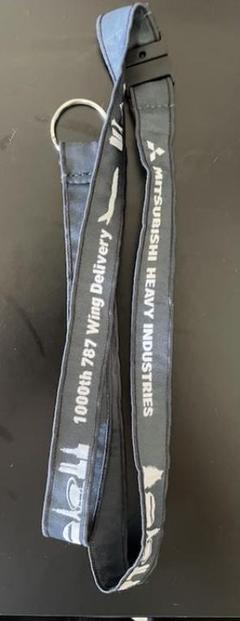 1000th 787 Wing Delivery
MITSUBISHI HEAVY INDUSTRIES